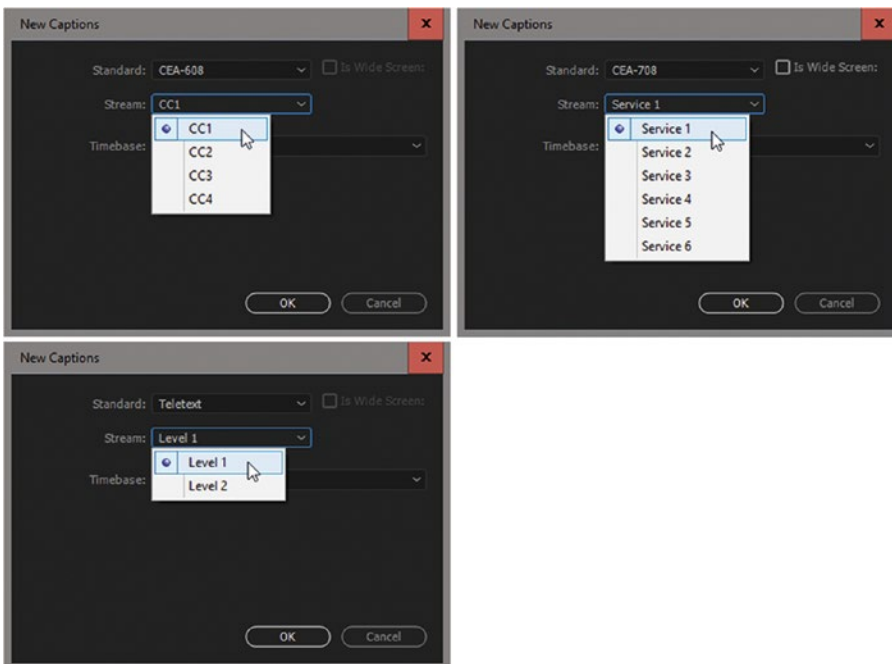 New Captions x
Standard: CEA-608 Is Wide Screen:
Stream: CC1
CC1
Timebase:
CC2
CC3
CC4
OK Cancel
New Captions x
Standard: CEA-708 Is Wide Screen:
Stream: Service 1
Service 1
Timebase:
Service 2
Service 3
Service 4
Service 5
Service 6
OK Cancel
New Captions x
Standard: Teletext Is Wide Screen:
Stream: Level 1
Level 1
Timebase:
Level 2
OK Cancel